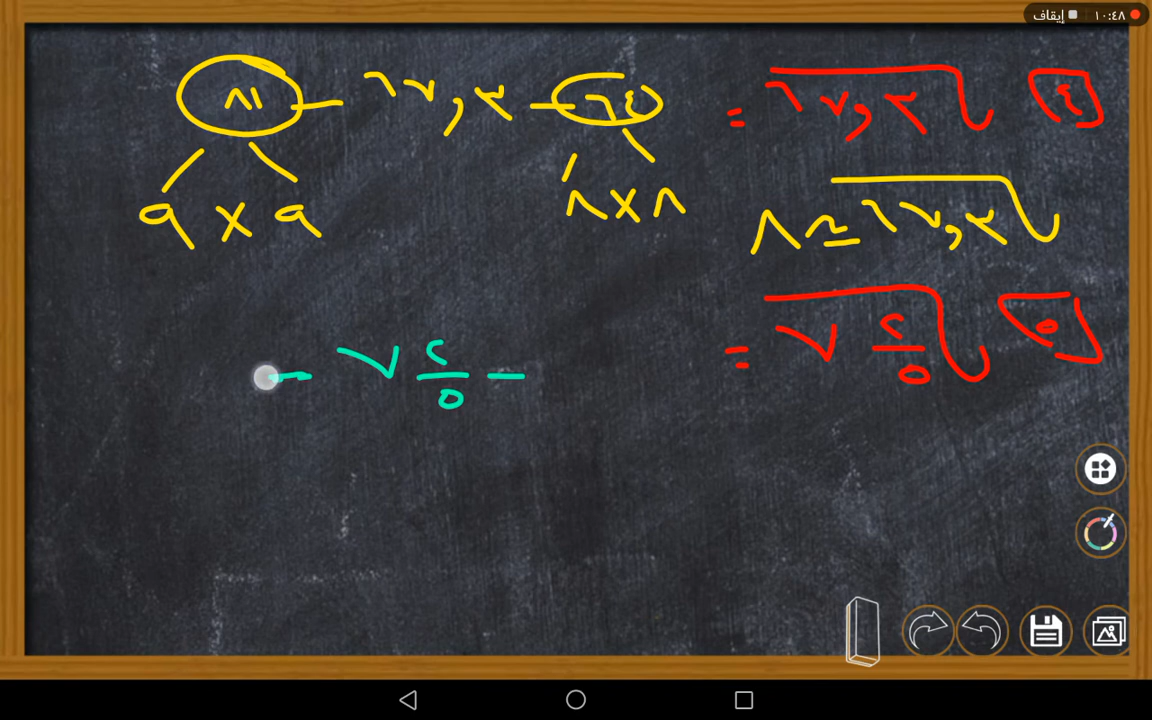 ١٠:٤٨ إيقاف
٤ √٦٧,٣ =
٦٤ — ٦٧,٣ — ٨١
٨ × ٨
٩ × ٩
√٦٧,٣ ≃ ٨
٥ √٧ ٢/٥ =
— ٧ ٢/٥ —